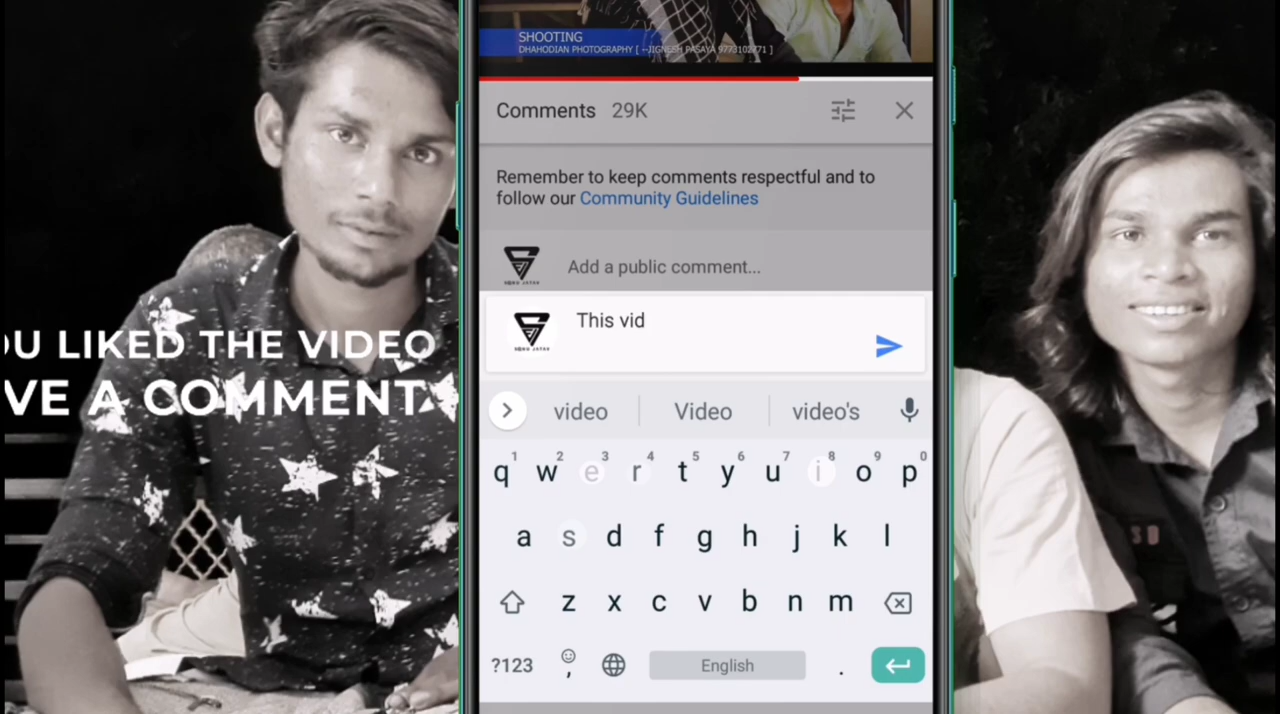 SHOOTING
DHAHODIAN PHOTOGRAPHY [ --JIGNESH PASAYA 9773102771 ]
Comments 29K
Remember to keep comments respectful and to
follow our Community Guidelines
Add a public comment...
This vid
OU LIKED THE VIDEO
VE A COMMENT
video Video video's
1 2 3 4 5 6 7 8 9 0
q w e r t y u i o p
a s d f g h j k l
z x c v b n m
?123 , English .